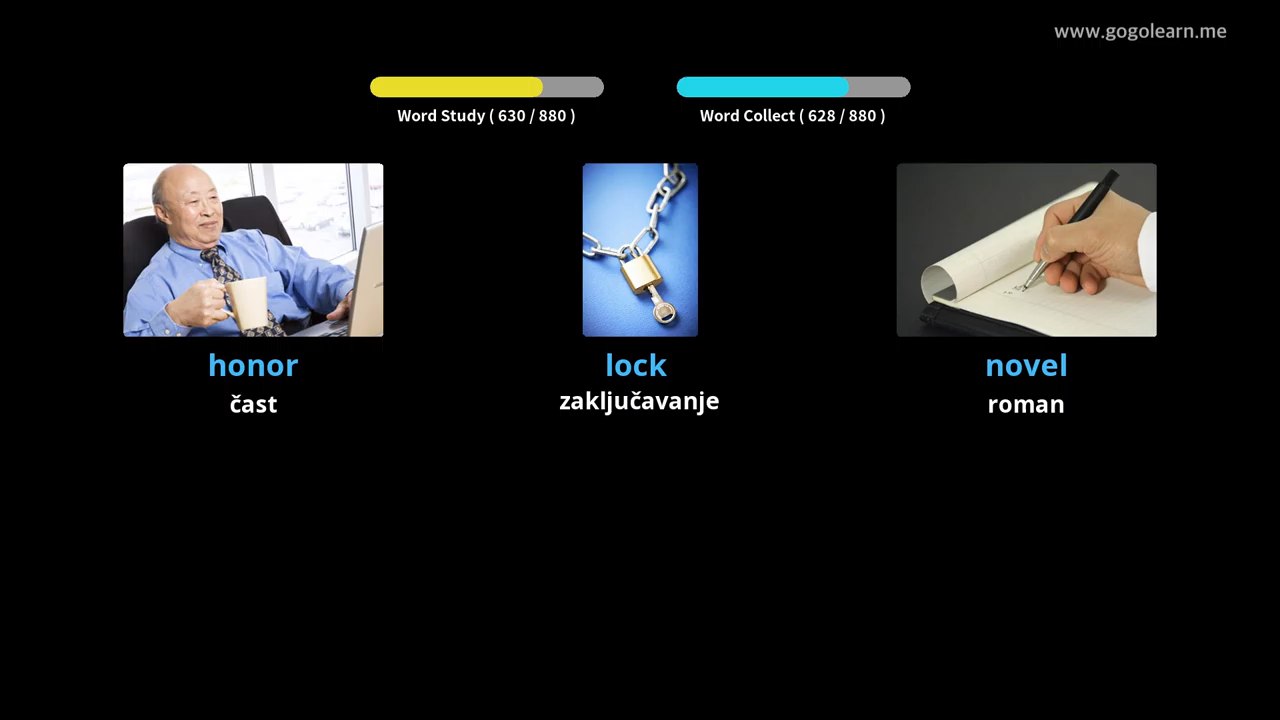 www.gogolearn.me
Word Study ( 630 / 880 )
Word Collect ( 628 / 880 )
honor
čast
lock
zaključavanje
novel
roman